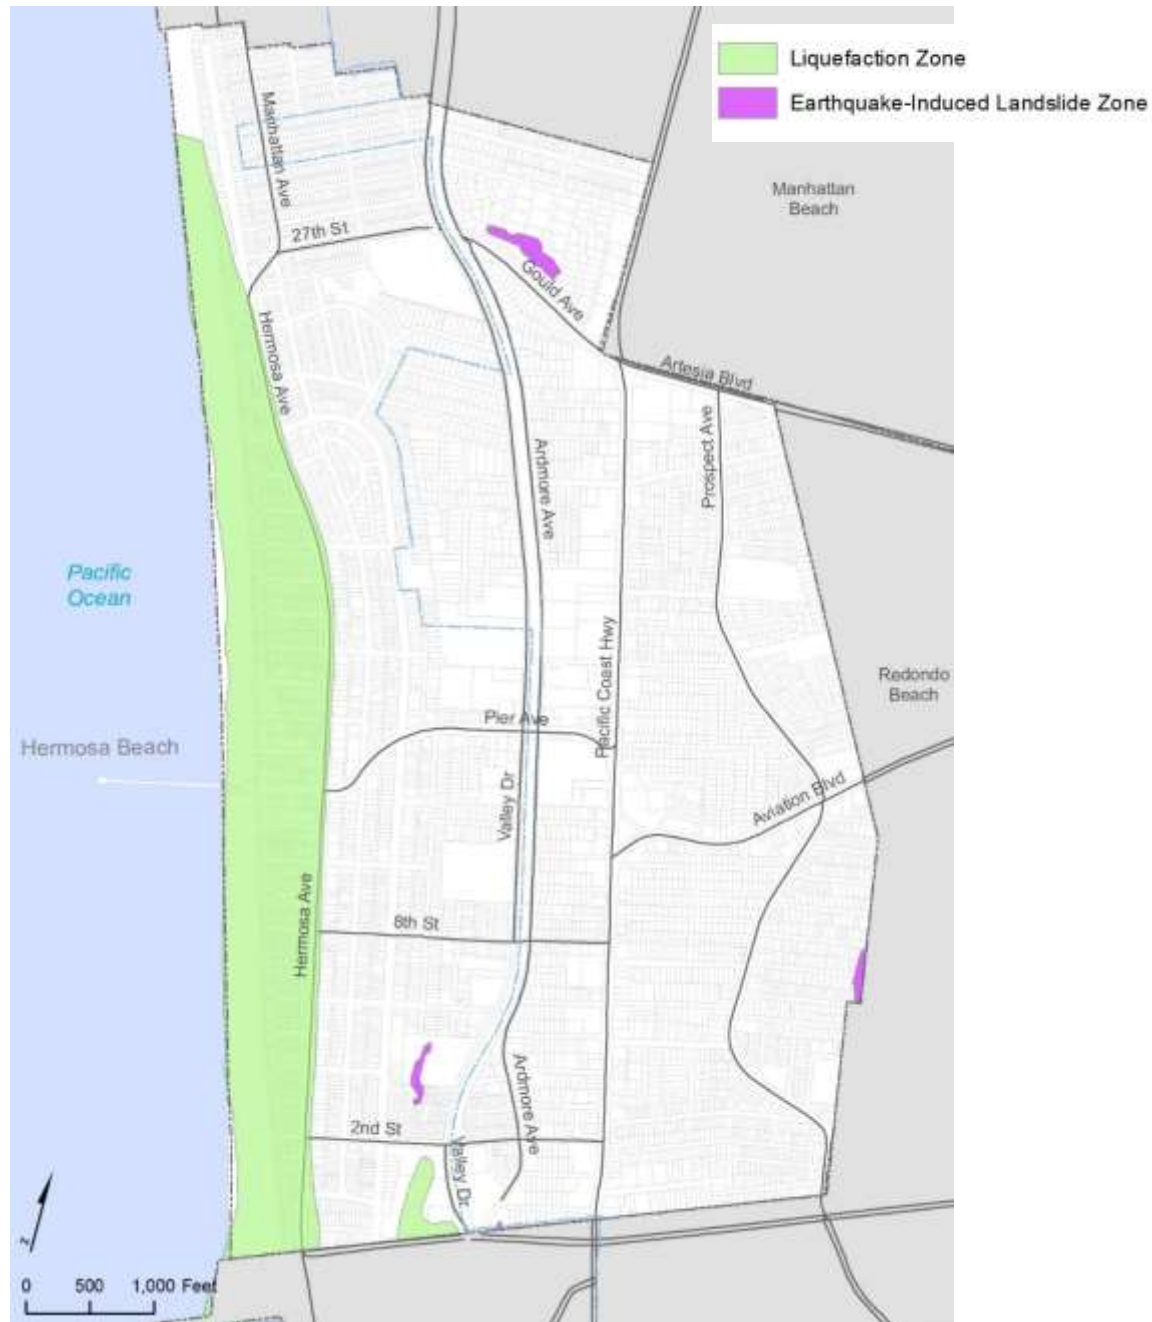 Liquefaction Zone
Earthquake-Induced Landslide Zone
Manhattan Ave
Manhattan
Beach
27th St
Gould Ave
Hermosa Ave
Artesia Blvd
Prospect Ave
Ardmore Ave
Pacific
Ocean
Pacific Coast Hwy
Redondo
Beach
Pier Ave
Hermosa Beach
Valley Dr
Aviation Blvd
Hermosa Ave
8th St
Ardmore Ave
2nd St
Valley Dr
z
0 500 1,000 Feet